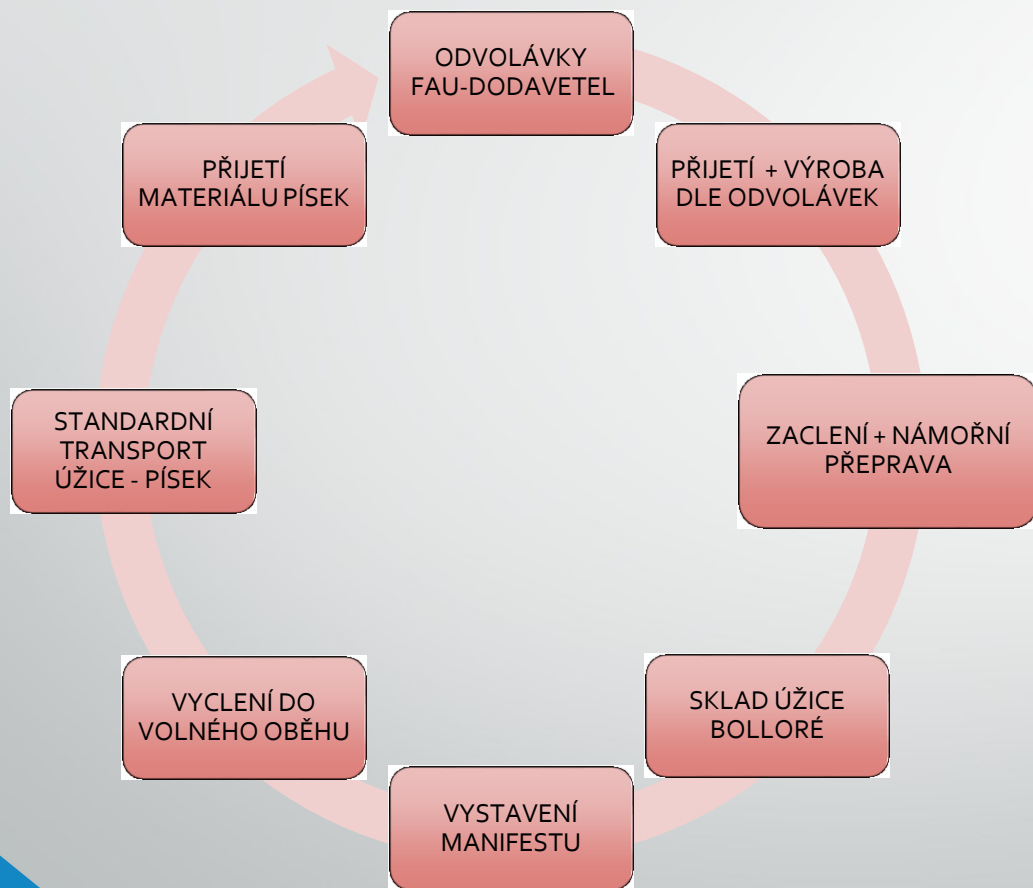 ODVOLÁVKY
FAU-DODAVETEL
PŘIJETÍ + VÝROBA
DLE ODVOLÁVEK
ZACLENÍ + NÁMOŘNÍ
PŘEPRAVA
SKLAD ÚŽICE
BOLLORÉ
VYSTAVENÍ
MANIFESTU
VYCLENÍ DO
VOLNÉHO OBĚHU
STANDARDNÍ
TRANSPORT
ÚŽICE - PÍSEK
PŘIJETÍ
MATERIÁLU PÍSEK